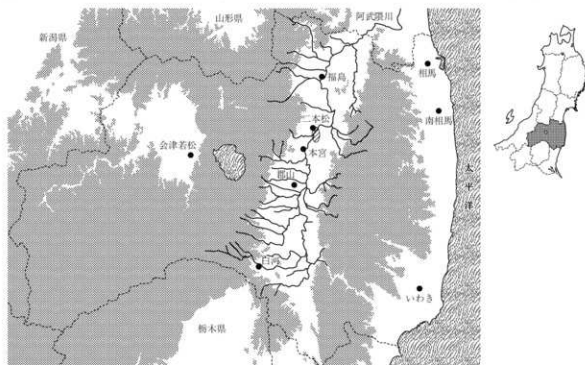 山形県
阿武隈川
新潟県
相馬
福島
南相馬
二本松
本宮
会津若松
郡山
太平洋
白河
いわき
栃木県